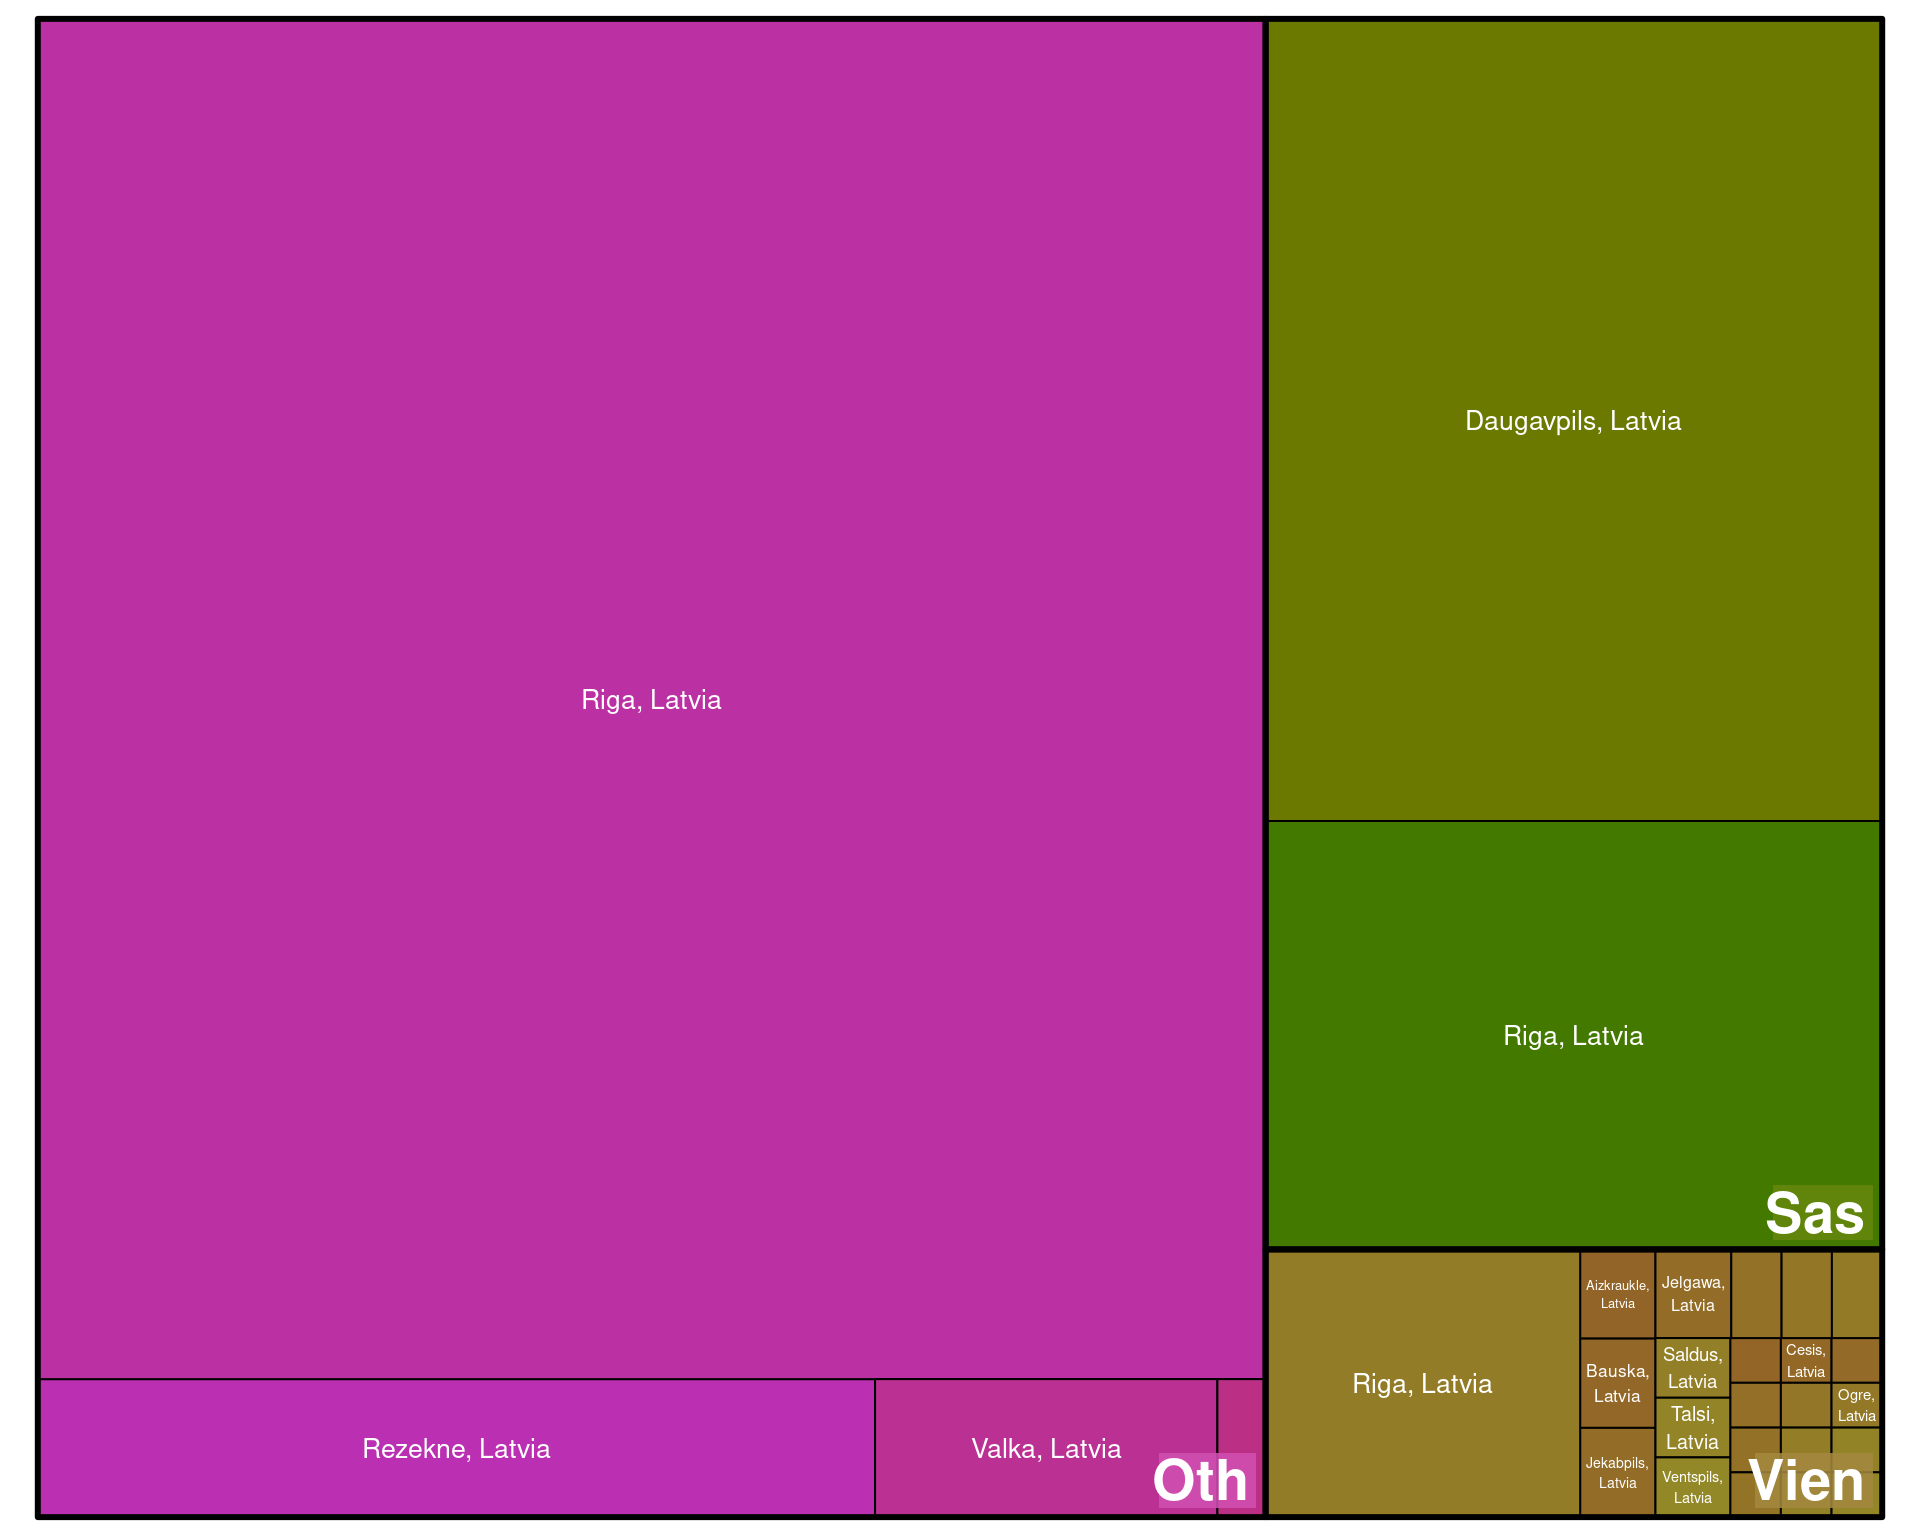 Riga, Latvia
Rezekne, Latvia
Valka, Latvia
Oth
Daugavpils, Latvia
Riga, Latvia
Sas
Riga, Latvia
Aizkraukle,
Latvia
Bauska,
Latvia
Jekabpils,
Latvia
Jelgawa,
Latvia
Saldus,
Latvia
Talsi,
Latvia
Ventspils,
Latvia
Cesis,
Latvia
Ogre,
Latvia
Vien